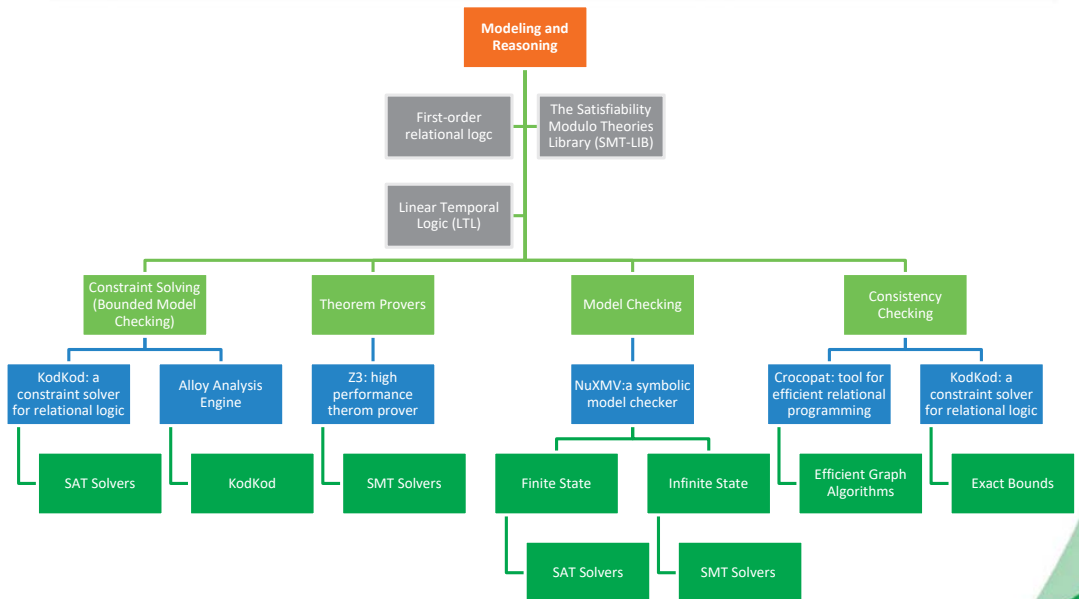 Modeling and
Reasoning
First-order
relational logc
The Satisfiability
Modulo Theories
Library (SMT-LIB)
Linear Temporal
Logic (LTL)
Constraint Solving
(Bounded Model
Checking)
Theorem Provers
Model Checking
Consistency
Checking
KodKod: a
constraint solver
for relational logic
Alloy Analysis
Engine
Z3: high
performance
therom prover
NuXMV:a symbolic
model checker
Crocopat: tool for
efficient relational
programming
KodKod: a
constraint solver
for relational logic
SAT Solvers
KodKod
SMT Solvers
Finite State
Infinite State
Efficient Graph
Algorithms
Exact Bounds
SAT Solvers
SMT Solvers